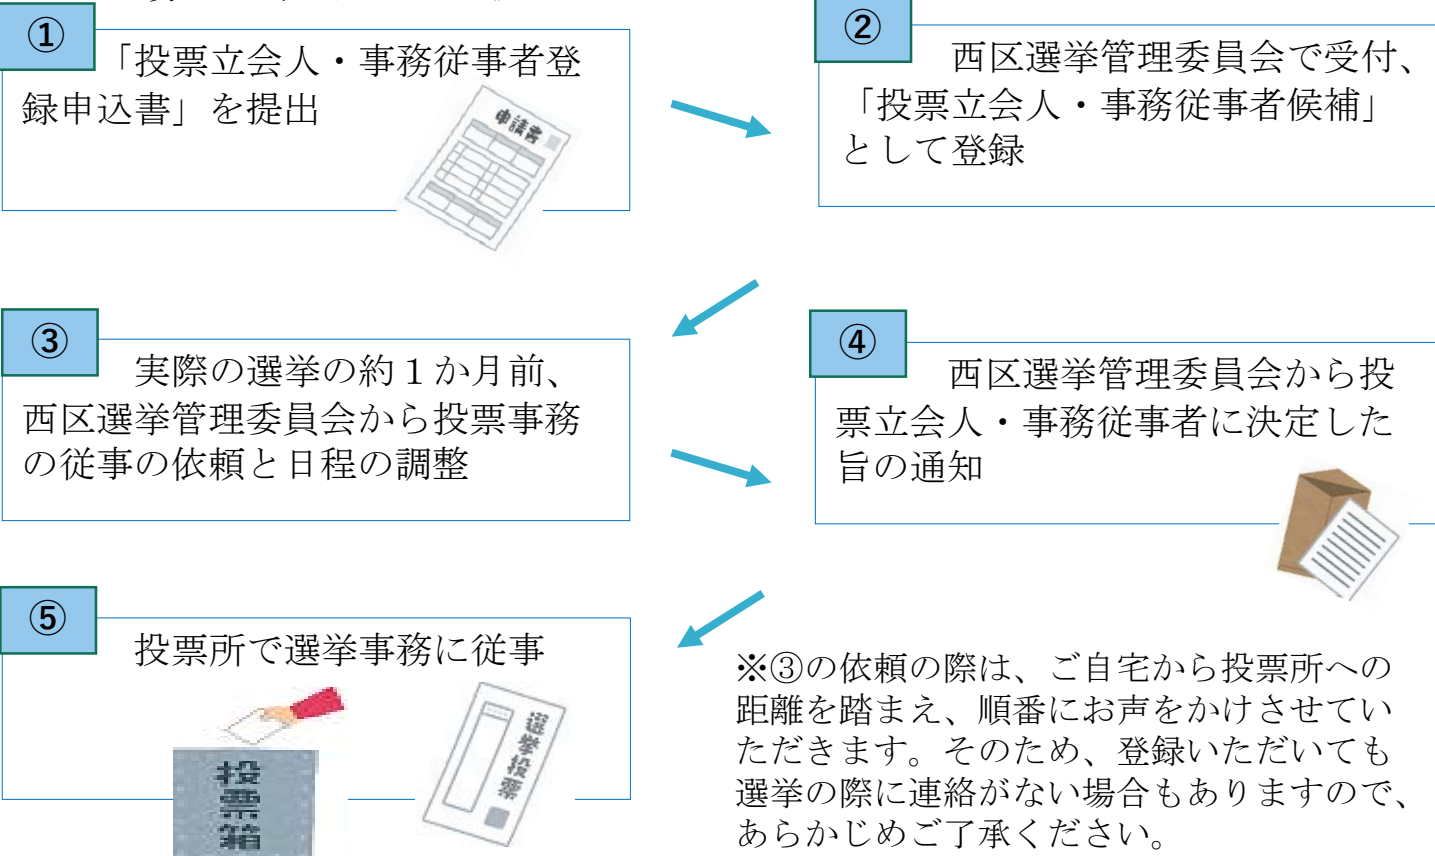 ①
「投票立会人・事務従事者登
録申込書」を提出
申請書
②
西区選挙管理委員会で受付、
「投票立会人・事務従事者候補」
として登録
③
実際の選挙の約１か月前、
西区選挙管理委員会から投票事務
の従事の依頼と日程の調整
④
西区選挙管理委員会から投
票立会人・事務従事者に決定した
旨の通知
⑤
投票所で選挙事務に従事
投票箱
選挙投票
※③の依頼の際は、ご自宅から投票所への
距離を踏まえ、順番にお声をかけさせてい
ただきます。そのため、登録いただいても
選挙の際に連絡がない場合もありますので、
あらかじめご了承ください。